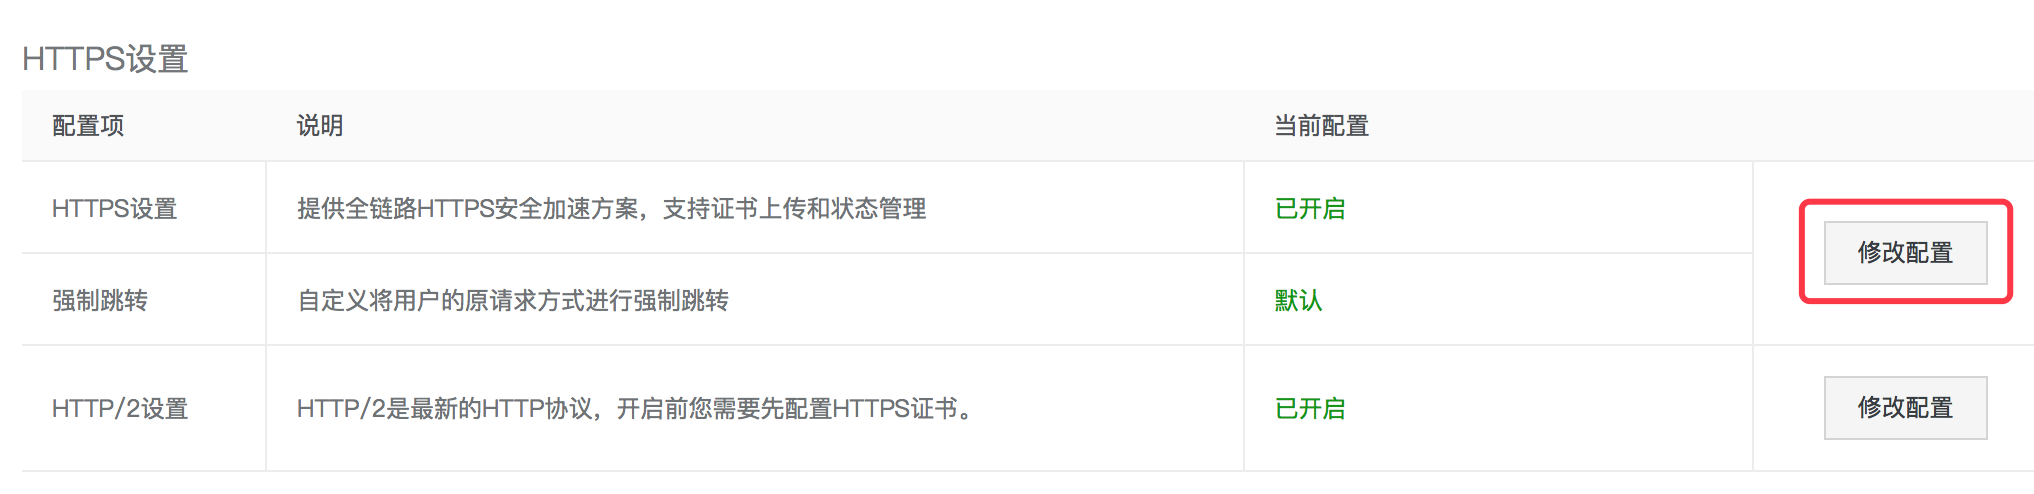 HTTPS设置
配置项 说明 当前配置
HTTPS设置 提供全链路HTTPS安全加速方案，支持证书上传和状态管理 已开启
修改配置
强制跳转 自定义将用户的原请求方式进行强制跳转 默认
HTTP/2设置 HTTP/2是最新的HTTP协议，开启前您需要先配置HTTPS证书。 已开启 修改配置